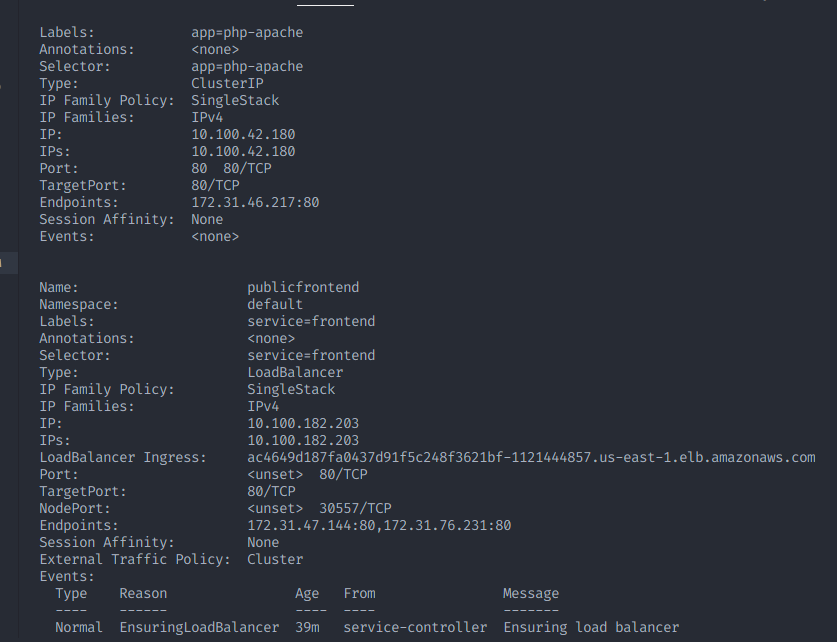 Labels:            app=php-apache
Annotations:       <none>
Selector:          app=php-apache
Type:              ClusterIP
IP Family Policy:  SingleStack
IP Families:       IPv4
IP:                10.100.42.180
IPs:               10.100.42.180
Port:              80  80/TCP
TargetPort:        80/TCP
Endpoints:         172.31.46.217:80
Session Affinity:  None
Events:            <none>
Name:                     publicfrontend
Namespace:                default
Labels:                   service=frontend
Annotations:              <none>
Selector:                 service=frontend
Type:                     LoadBalancer
IP Family Policy:         SingleStack
IP Families:              IPv4
IP:                       10.100.182.203
IPs:                      10.100.182.203
LoadBalancer Ingress:     ac4649d187fa0437d91f5c248f3621bf-1121444857.us-east-1.elb.amazonaws.com
Port:                     <unset>  80/TCP
TargetPort:               80/TCP
NodePort:                 <unset>  30557/TCP
Endpoints:                172.31.47.144:80,172.31.76.231:80
Session Affinity:         None
External Traffic Policy:  Cluster
Events:
  Type    Reason                Age   From                Message
  ----    ------                ----  ----                -------
  Normal  EnsuringLoadBalancer  39m   service-controller  Ensuring load balancer